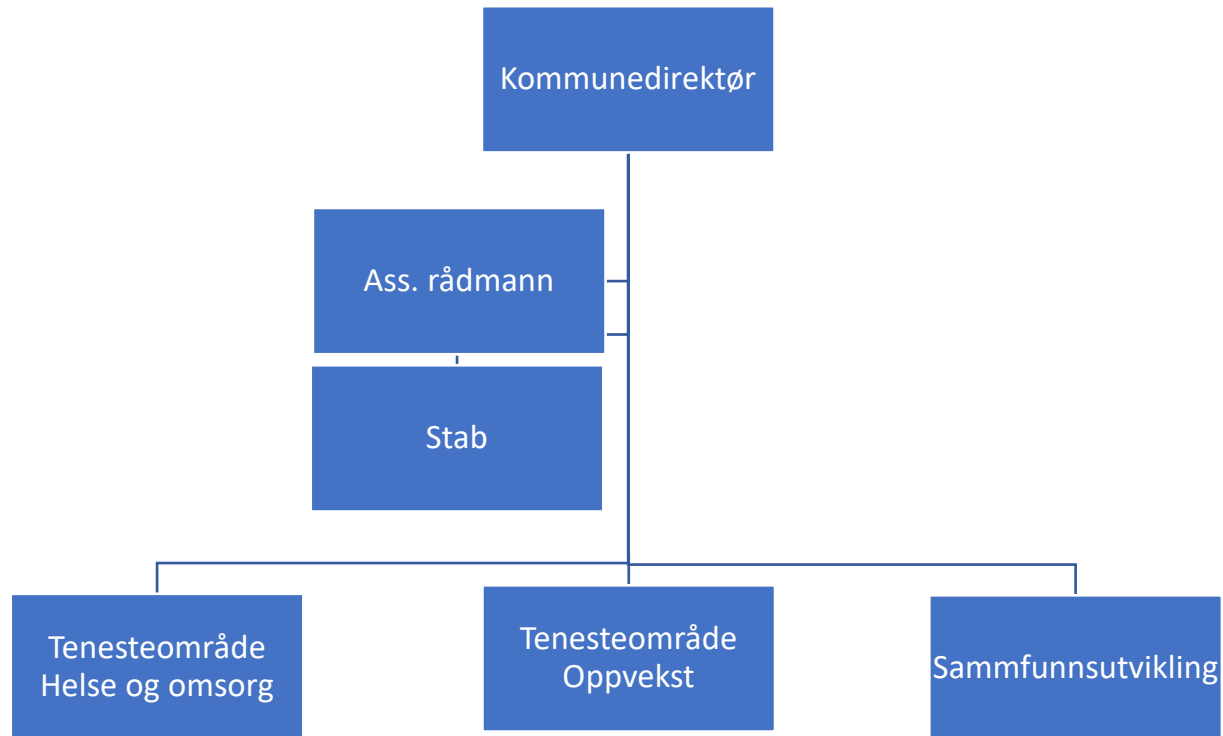 Kommunedirektør
Ass. rådmann
Stab
Tenesteområde
Helse og omsorg
Tenesteområde
Oppvekst
Sammfunnsutvikling